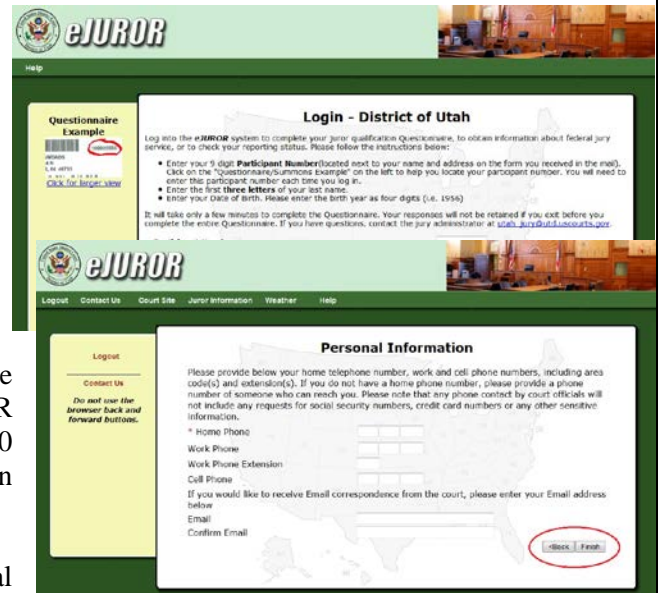 eJUROR
Help
Questionnaire
Example
Click for larger view
Login - District of Utah
Log into the eJUROR system to complete your juror qualification Questionnaire, to obtain information about federal jury
service, or to check your reporting status. Please follow the instructions below:
• Enter your 9 digit Participant Number(located next to your name and address on the form you received in the mail).
Click on the "Questionnaire/Summons Example" on the left to help you locate your participant number. You will need to
enter this participant number each time you log in.
• Enter the first three letters of your last name.
• Enter your Date of Birth. Please enter the birth year as four digits (i.e. 1956)
It will take only a few minutes to complete the Questionnaire. Your responses will not be retained if you exit before you
complete the entire Questionnaire. If you have questions, contact the jury administrator at utah_jury@utd.uscourts.gov.
eJUROR
Logout Contact Us Court Site Juror Information Weather Help
Logout
Contact Us
Do not use the
browser back and
forward buttons.
Personal Information
Please provide below your home telephone number, work and cell phone numbers, including area
code(s) and extension(s). If you do not have a home phone number, please provide a phone
number of someone who can reach you. Please note that any phone contact by court officials will
not include any requests for social security numbers, credit card numbers or any other sensitive
information.
* Home Phone
Work Phone
Work Phone Extension
Cell Phone
If you would like to receive Email correspondence from the court, please enter your Email address
below
Email
Confirm Email
<Back Finish
e
R
0
n
al